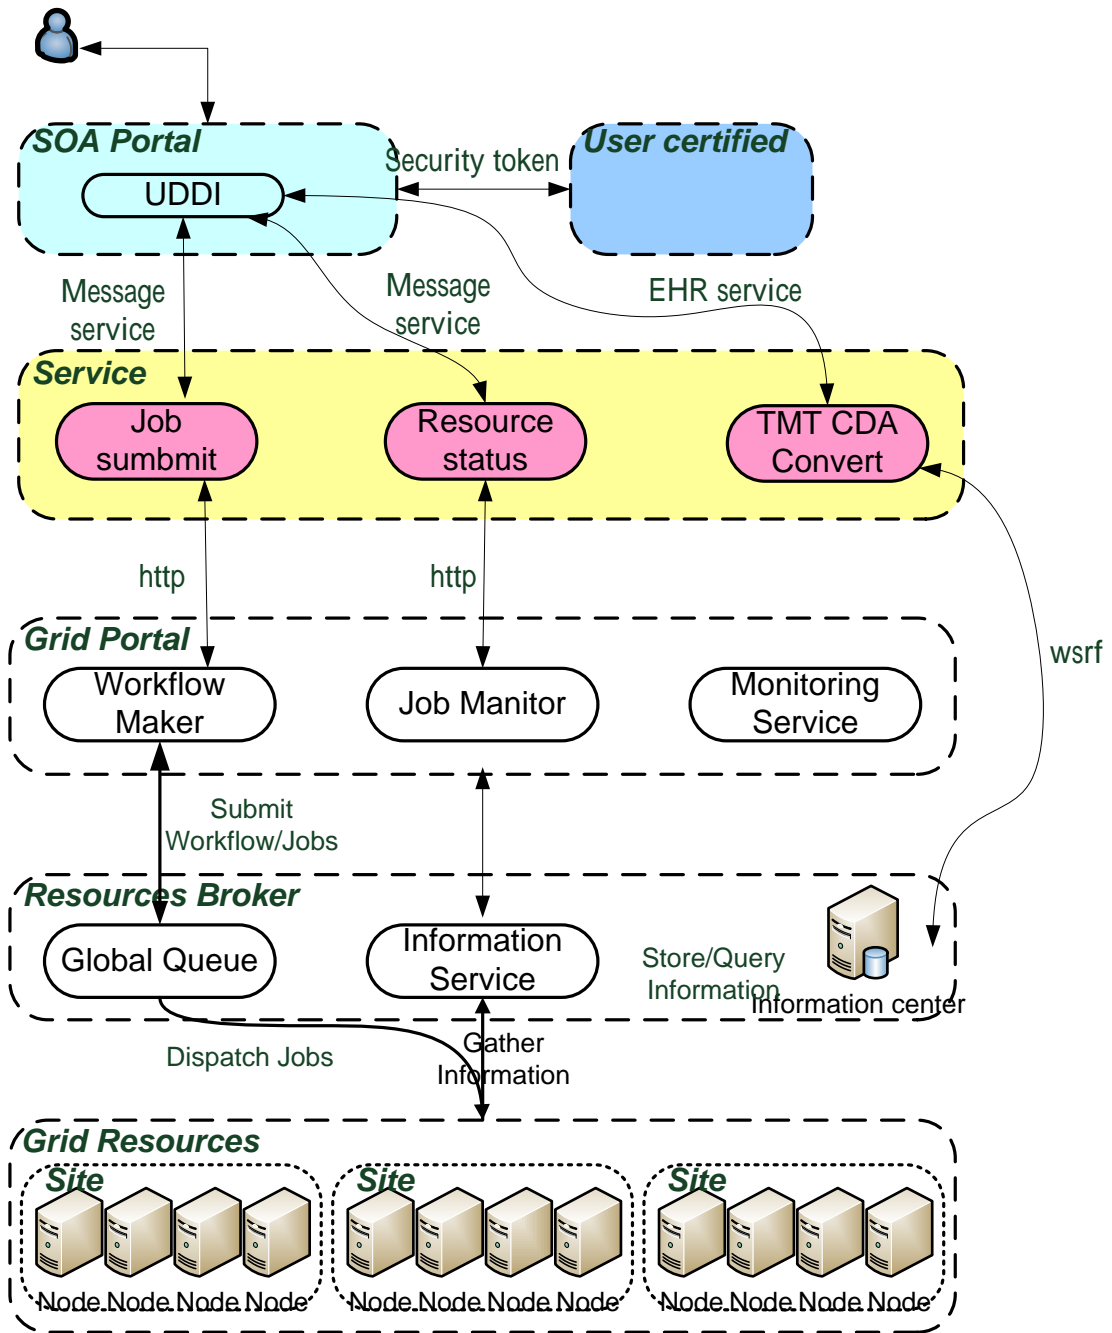 SOA Portal
User certified
Security token
UDDI
Message
service
Message
service
EHR service
Service
Job
sumbmit
Resource
status
TMT CDA
Convert
http
http
wsrf
Grid Portal
Workflow
Maker
Job Manitor
Monitoring
Service
Submit
Workflow/Jobs
Resources Broker
Global Queue
Information
Service
Store/Query
Information
Information center
Dispatch Jobs
Gather
Information
Grid Resources
Site
Site
Site
Node Node Node Node
Node Node Node Node
Node Node Node Node